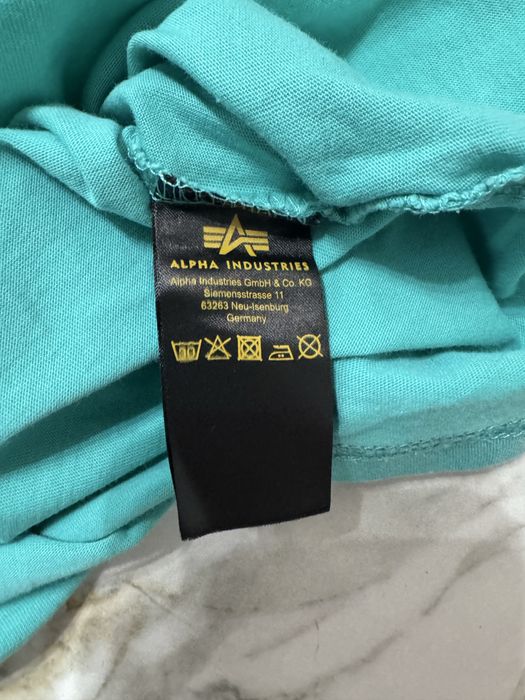 ALPHA INDUSTRIES
Alpha Industries GmbH & Co. KG
Siemensstrasse 11
63263 Neu-Isenburg
Germany
30